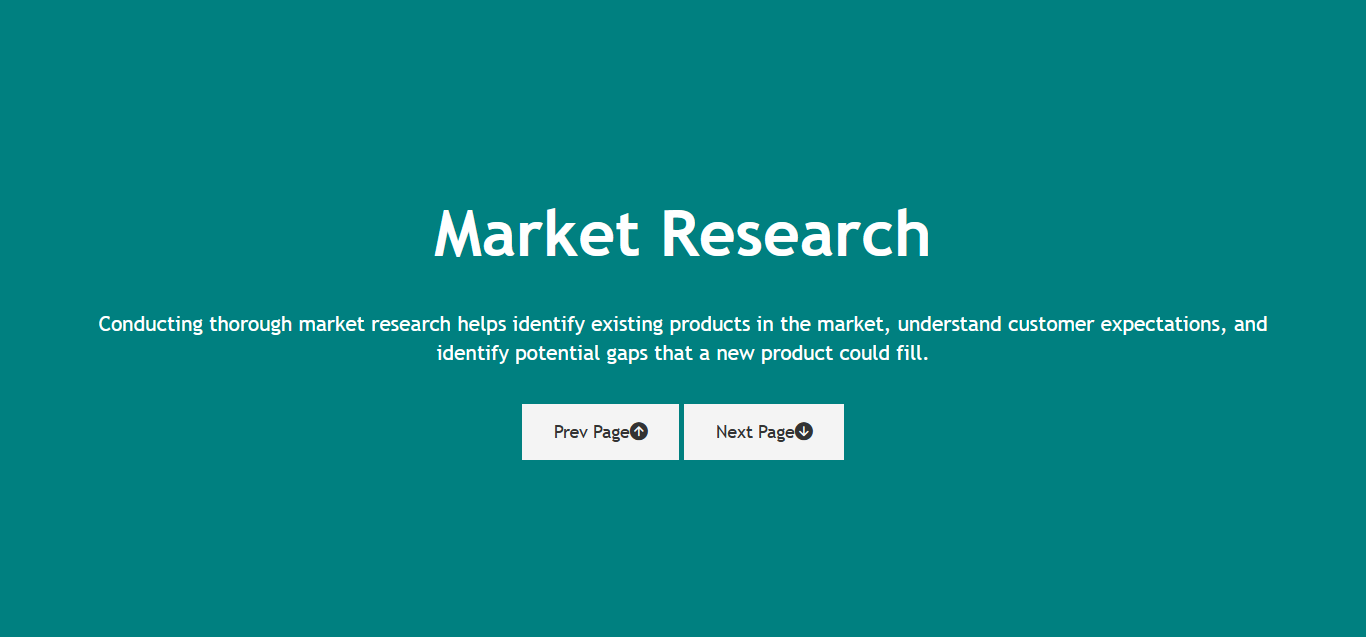 Market Research
Conducting thorough market research helps identify existing products in the market, understand customer expectations, and
identify potential gaps that a new product could fill.
Prev Page
Next Page